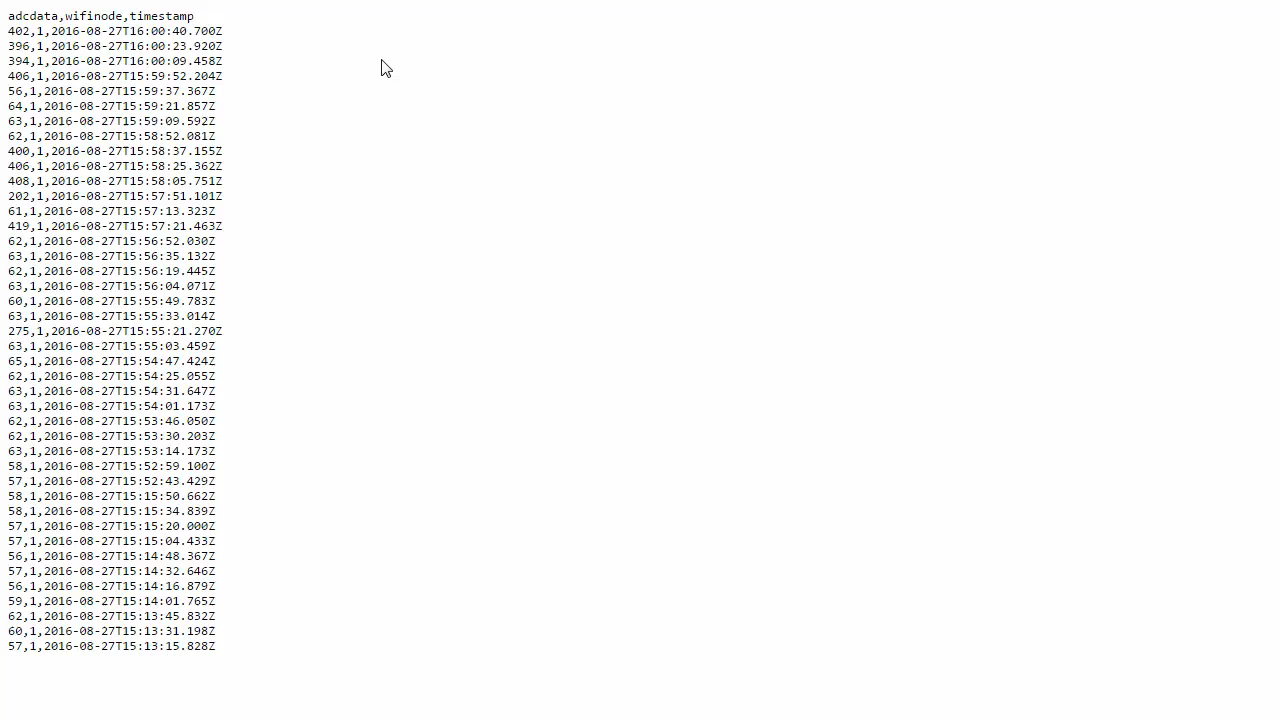 adcdata,wifinode,timestamp
402,1,2016-08-27T16:00:40.700Z
396,1,2016-08-27T16:00:23.920Z
394,1,2016-08-27T16:00:09.458Z
406,1,2016-08-27T15:59:52.204Z
56,1,2016-08-27T15:59:37.367Z
64,1,2016-08-27T15:59:21.857Z
63,1,2016-08-27T15:59:09.592Z
62,1,2016-08-27T15:58:52.081Z
400,1,2016-08-27T15:58:37.155Z
406,1,2016-08-27T15:58:25.362Z
408,1,2016-08-27T15:58:05.751Z
202,1,2016-08-27T15:57:51.101Z
61,1,2016-08-27T15:57:13.323Z
419,1,2016-08-27T15:57:21.463Z
62,1,2016-08-27T15:56:52.030Z
63,1,2016-08-27T15:56:35.132Z
62,1,2016-08-27T15:56:19.445Z
63,1,2016-08-27T15:56:04.071Z
60,1,2016-08-27T15:55:49.783Z
63,1,2016-08-27T15:55:33.014Z
275,1,2016-08-27T15:55:21.270Z
63,1,2016-08-27T15:55:03.459Z
65,1,2016-08-27T15:54:47.424Z
62,1,2016-08-27T15:54:25.055Z
63,1,2016-08-27T15:54:31.647Z
63,1,2016-08-27T15:54:01.173Z
62,1,2016-08-27T15:53:46.050Z
62,1,2016-08-27T15:53:30.203Z
63,1,2016-08-27T15:53:14.173Z
58,1,2016-08-27T15:52:59.100Z
57,1,2016-08-27T15:52:43.429Z
58,1,2016-08-27T15:15:50.662Z
58,1,2016-08-27T15:15:34.839Z
57,1,2016-08-27T15:15:20.000Z
57,1,2016-08-27T15:15:04.433Z
56,1,2016-08-27T15:14:48.367Z
57,1,2016-08-27T15:14:32.646Z
56,1,2016-08-27T15:14:16.879Z
59,1,2016-08-27T15:14:01.765Z
62,1,2016-08-27T15:13:45.832Z
60,1,2016-08-27T15:13:31.198Z
57,1,2016-08-27T15:13:15.828Z